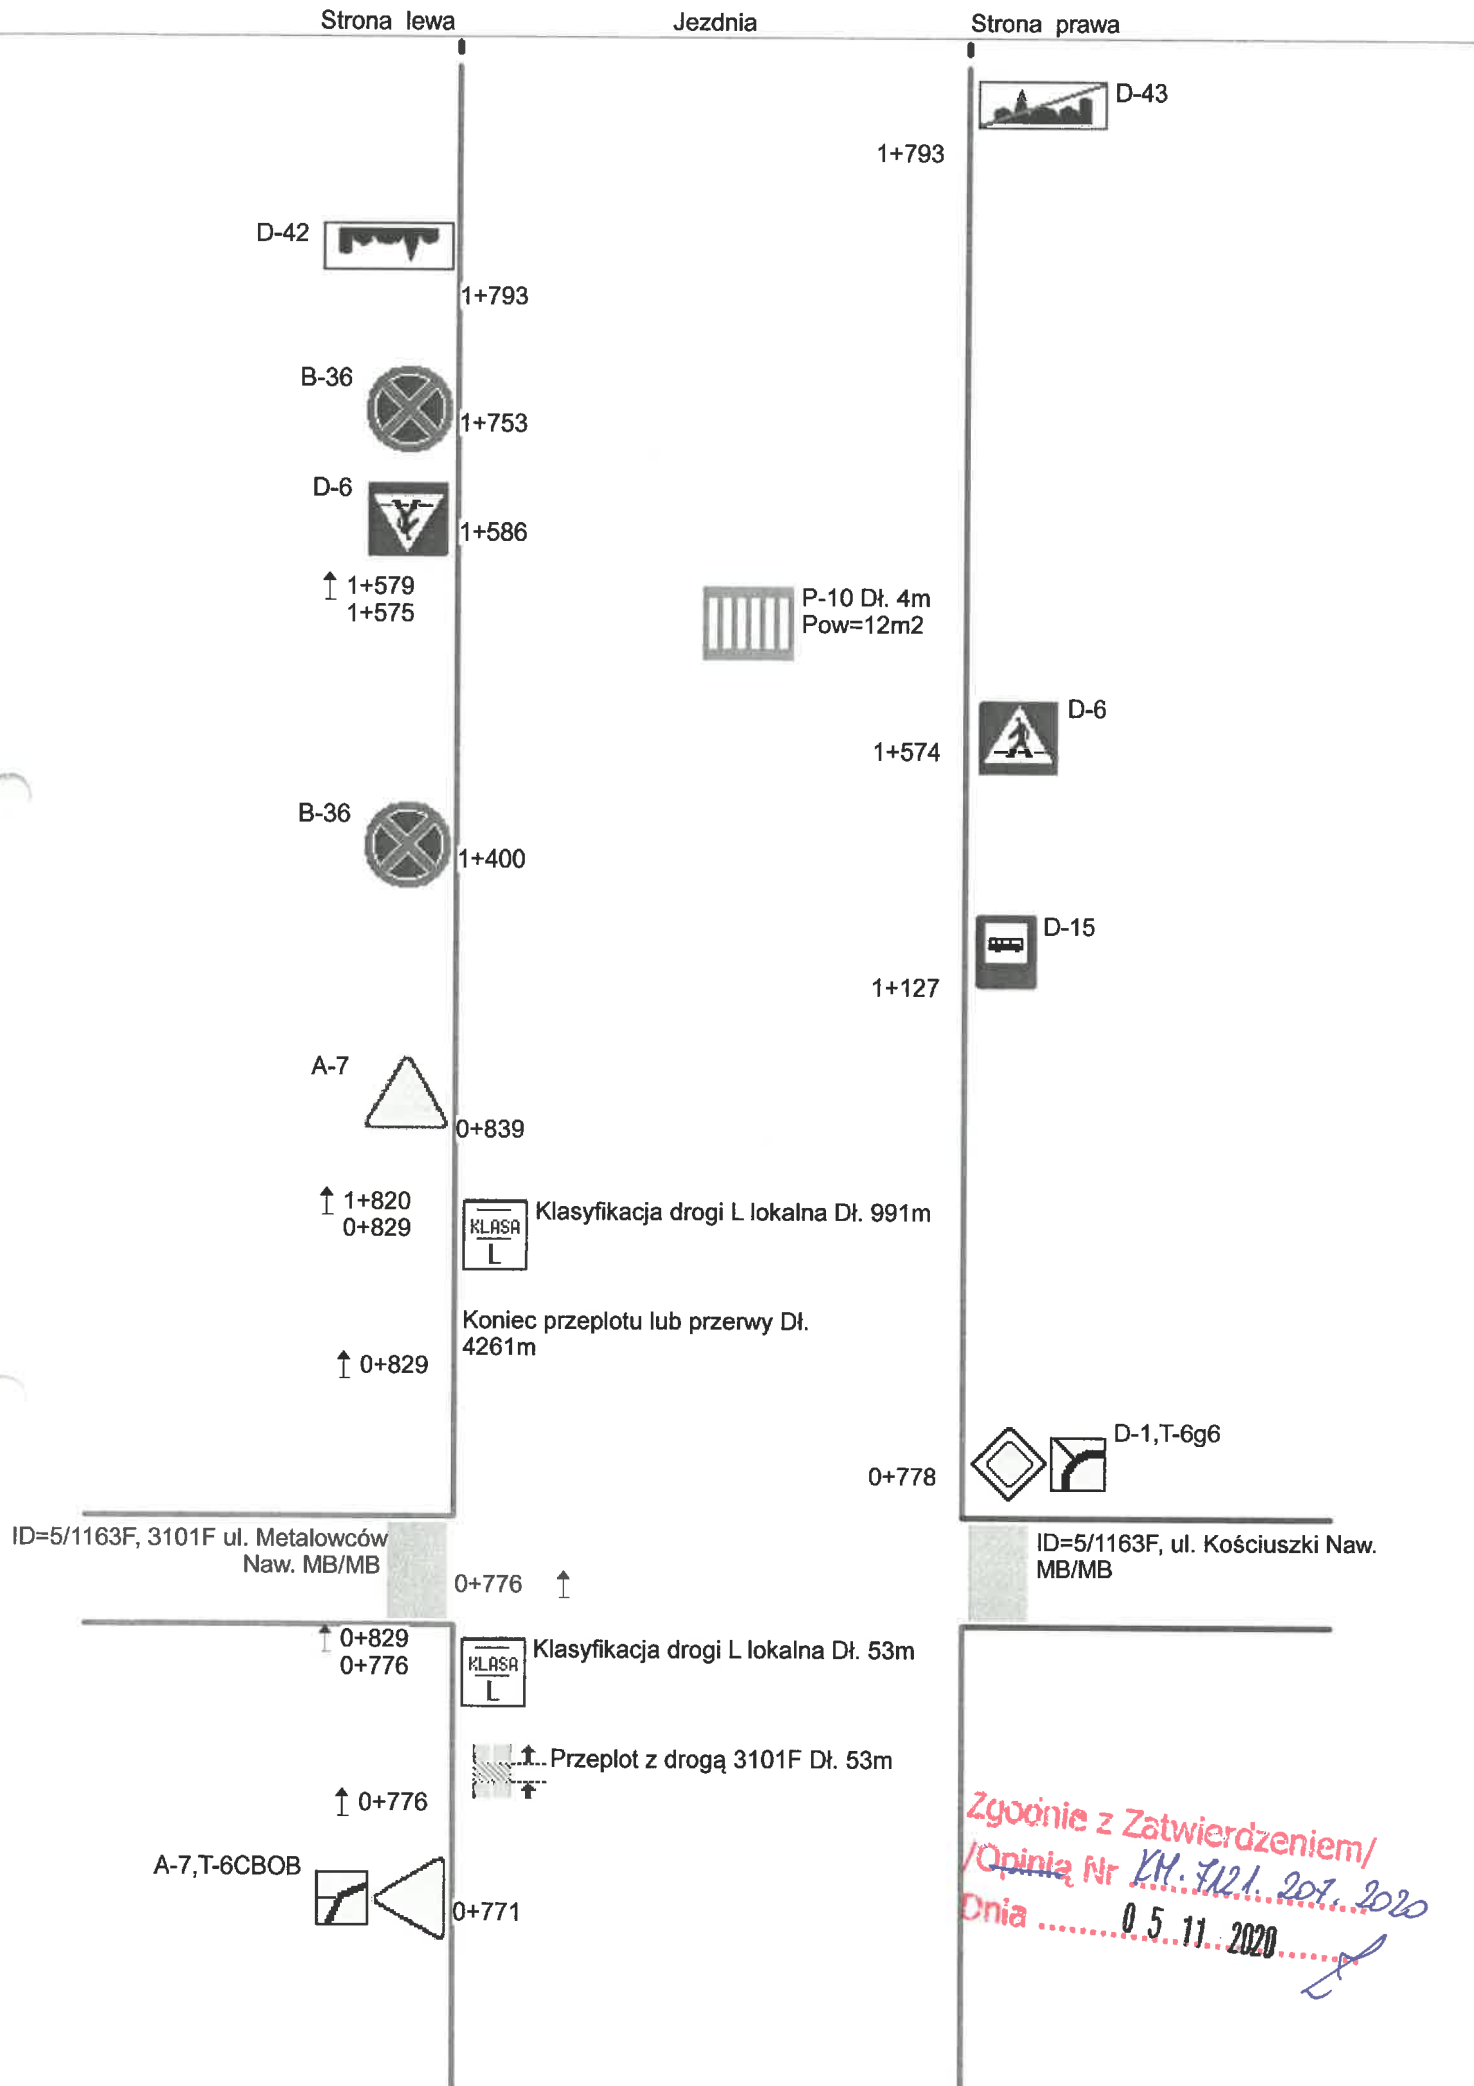 Strona lewa
Jezdnia
Strona prawa
D-43
1+793
D-42
1+793
B-36
1+753
D-6
1+586
1+579
1+575
P-10 Dł. 4m
Pow=12m2
D-6
1+574
B-36
1+400
D-15
1+127
A-7
0+839
1+820
0+829
KLASA
L
Klasyfikacja drogi L lokalna Dł. 991m
Koniec przeplotu lub przerwy Dł.
4261m
0+829
D-1,T-6g6
0+778
ID=5/1163F, 3101F ul. Metalowców
Naw. MB/MB
0+776
ID=5/1163F, ul. Kościuszki Naw.
MB/MB
0+829
0+776
KLASA
L
Klasyfikacja drogi L lokalna Dł. 53m
Przeplot z drogą 3101F Dł. 53m
0+776
A-7,T-6CBOB
0+771
Zgodnie z Zatwierdzeniem/
/Opinią Nr KM.7121.207.2020
Dnia 05.11.2020